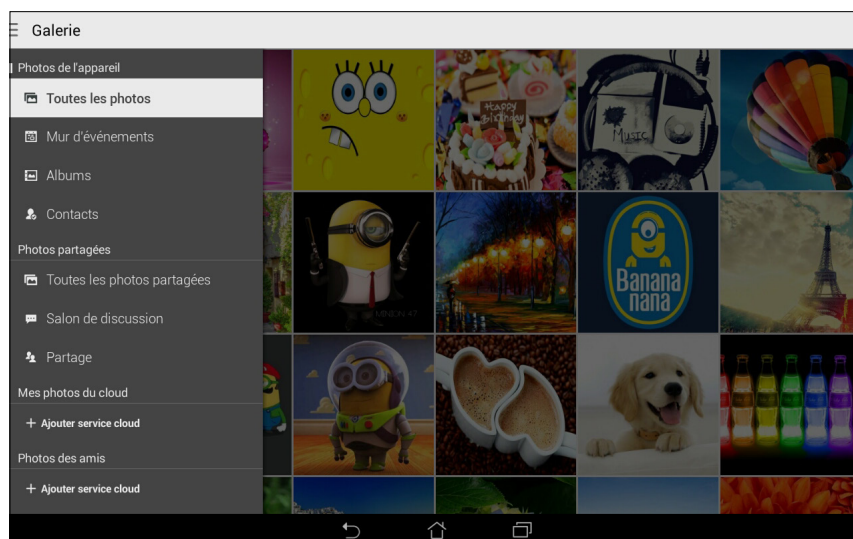 Galerie
Photos de l'appareil
Toutes les photos
Mur d'événements
Albums
Contacts
Photos partagées
Toutes les photos partagées
Salon de discussion
Partage
Mes photos du cloud
+ Ajouter service cloud
Photos des amis
+ Ajouter service cloud
Happy
Birthday
MUSIC
MINION 47
Banana
nana